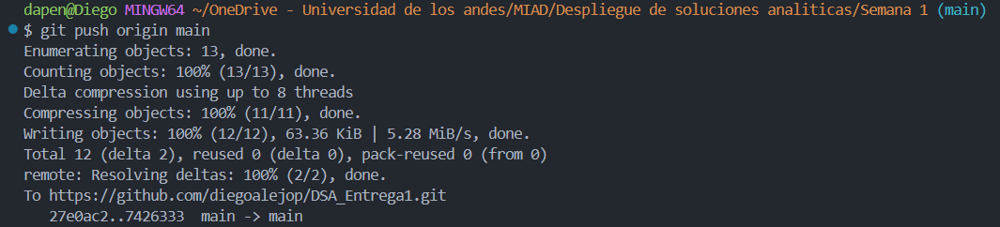 dapen@Diego MINGW64 ~/OneDrive - Universidad de los andes/MIAD/Despliegue de soluciones analiticas/Semana 1 (main)
$ git push origin main
Enumerating objects: 13, done.
Counting objects: 100% (13/13), done.
Delta compression using up to 8 threads
Compressing objects: 100% (11/11), done.
Writing objects: 100% (12/12), 63.36 KiB | 5.28 MiB/s, done.
Total 12 (delta 2), reused 0 (delta 0), pack-reused 0 (from 0)
remote: Resolving deltas: 100% (2/2), done.
To https://github.com/diegoalejop/DSA_Entrega1.git
   27e0ac2..7426333  main -> main